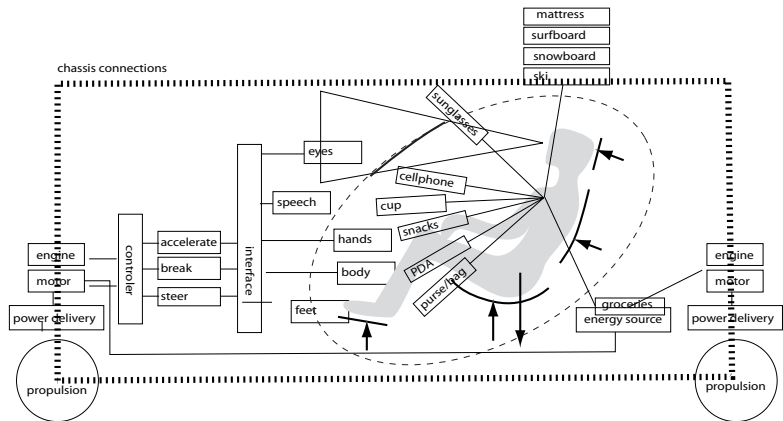 mattress
surfboard
snowboard
ski
chassis connections
sunglasses
eyes
cellphone
speech
cup
snacks
hands
PDA
body
purse/bag
feet
interface
accelerate
break
steer
controler
engine
motor
power delivery
propulsion
groceries
energy source
engine
motor
power delivery
propulsion